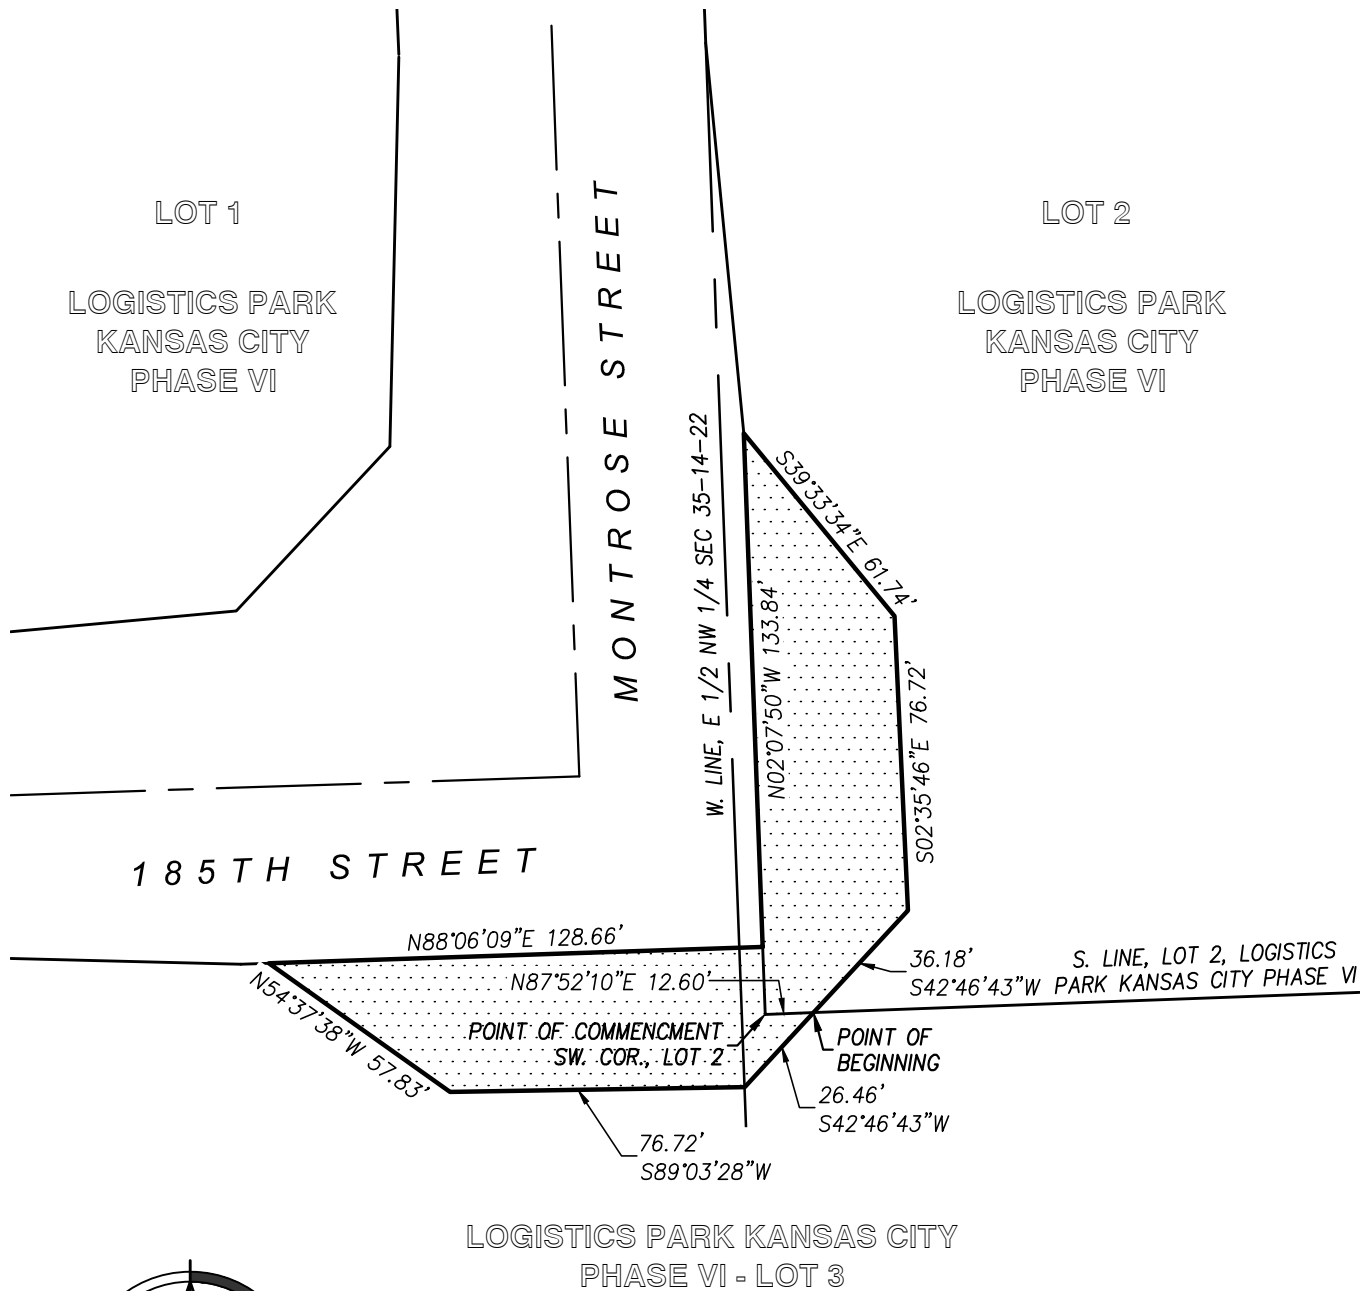 LOT 1
LOGISTICS PARK
KANSAS CITY
PHASE VI
LOT 2
LOGISTICS PARK
KANSAS CITY
PHASE VI
MONTROSE STREET
W. LINE, E 1/2 NW 1/4 SEC 35-14-22
N02°07'50"W 133.84'
S39°33'34"E 61.74'
S02°35'46"E 76.72'
185TH STREET
N88°06'09"E 128.66'
N87°52'10"E 12.60'
36.18'
S42°46'43"W
S. LINE, LOT 2, LOGISTICS
PARK KANSAS CITY PHASE VI
N54°37'38"W 57.83'
POINT OF COMMENCMENT
SW. COR., LOT 2
POINT OF
BEGINNING
26.46'
S42°46'43"W
76.72'
S89°03'28"W
LOGISTICS PARK KANSAS CITY
PHASE VI - LOT 3